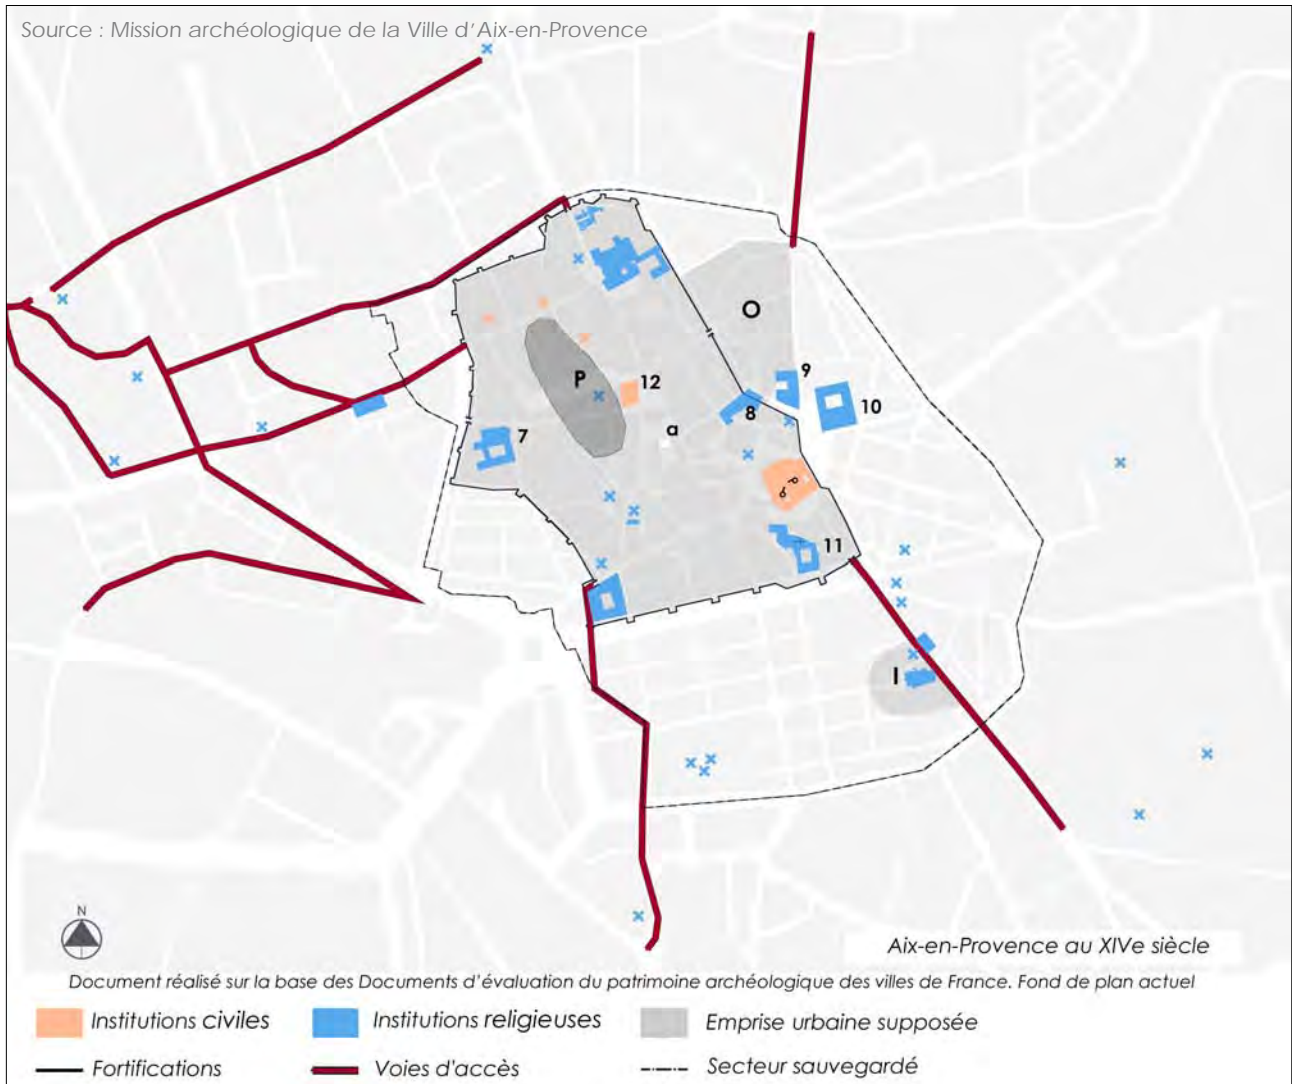 Source : Mission archéologique de la Ville d'Aix-en-Provence
O
P
12
9
10
8
a
7
11
I
N
Aix-en-Provence au XIVe siècle
Document réalisé sur la base des Documents d'évaluation du patrimoine archéologique des villes de France. Fond de plan actuel
Institutions civiles
Institutions religieuses
Emprise urbaine supposée
Fortifications
Voies d'accès
Secteur sauvegardé